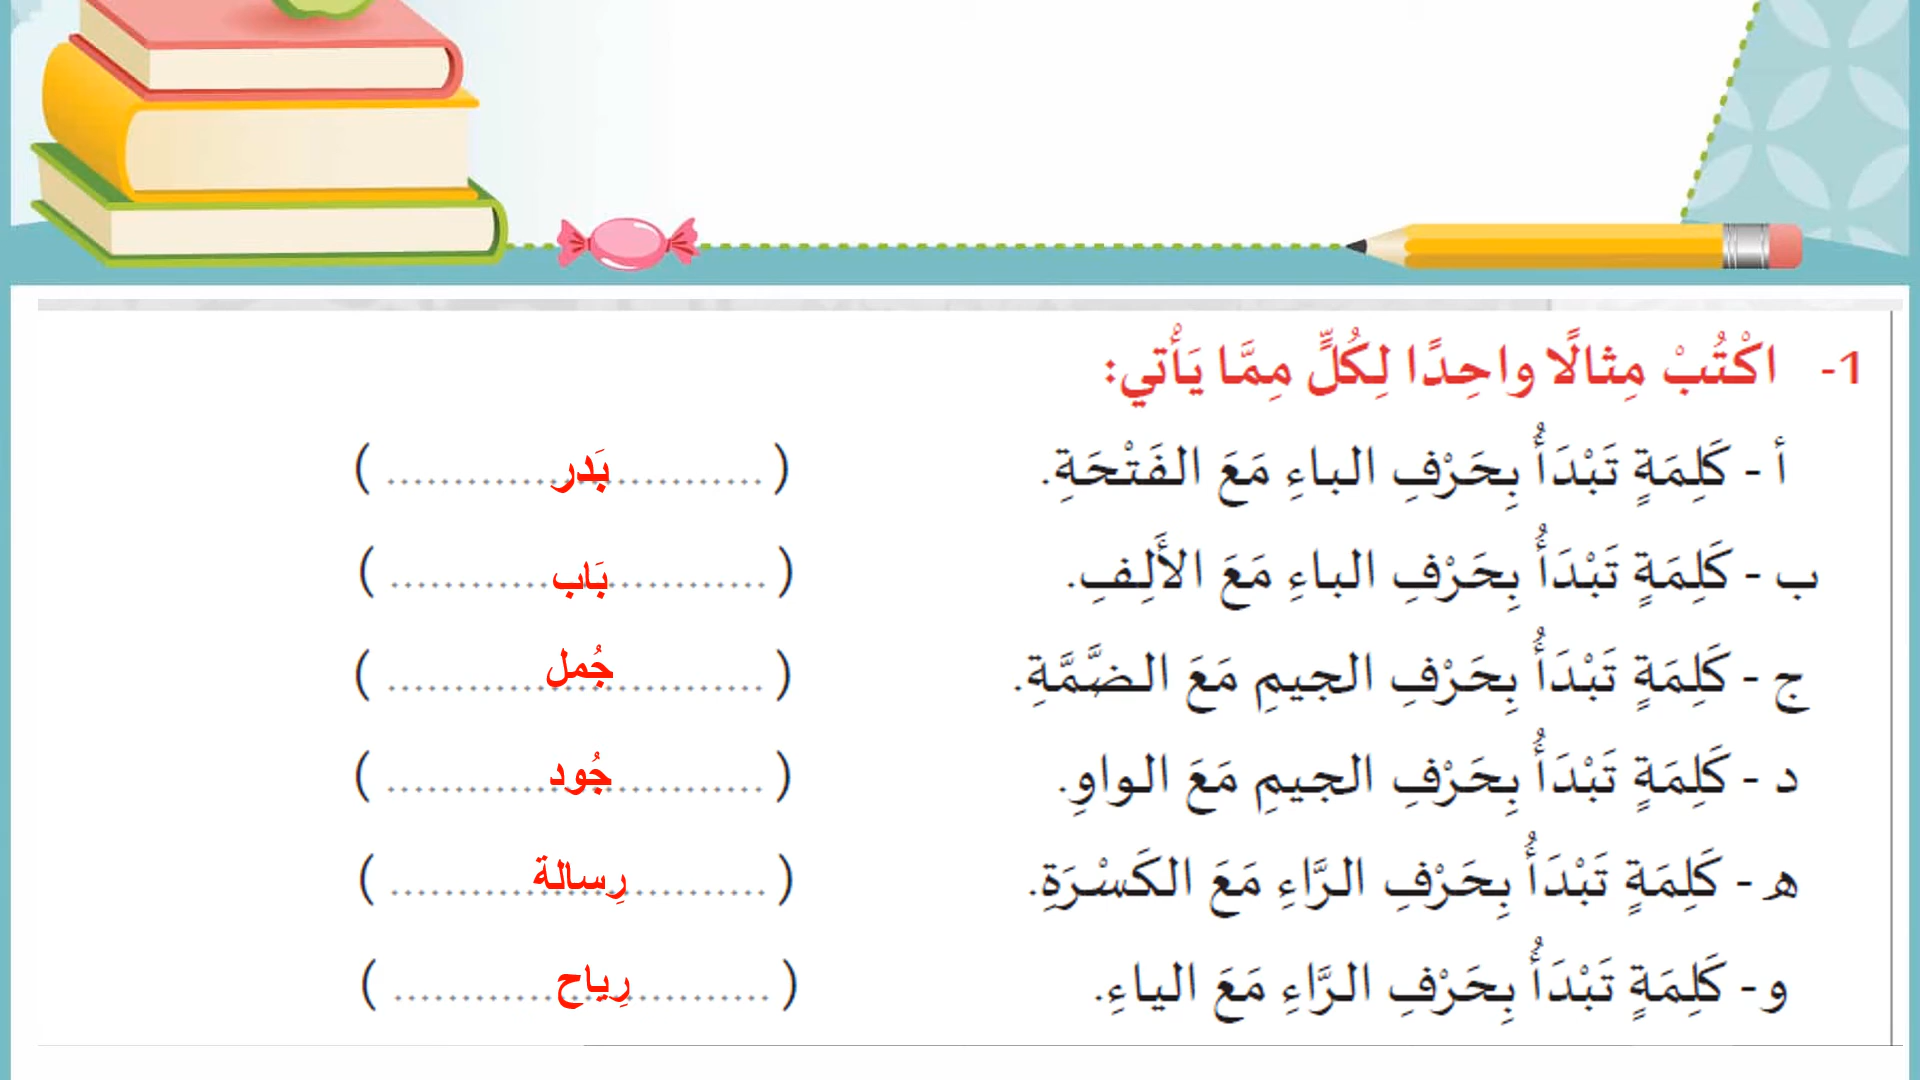 1- اكْتُبْ مِثالًا واحِدًا لِكُلٍّ مِمَّا يَأْتي:
أ - كَلِمَةٍ تَبْدَأُ بِحَرْفِ الباءِ مَعَ الفَتْحَةِ. ( بَدر )
ب - كَلِمَةٍ تَبْدَأُ بِحَرْفِ الباءِ مَعَ الأَلِفِ. ( بَاب )
ج - كَلِمَةٍ تَبْدَأُ بِحَرْفِ الجيمِ مَعَ الضَّمَّةِ. ( جُمل )
د - كَلِمَةٍ تَبْدَأُ بِحَرْفِ الجيمِ مَعَ الواوِ. ( جُود )
ه - كَلِمَةٍ تَبْدَأُ بِحَرْفِ الرَّاءِ مَعَ الكَسْرَةِ. ( رِسالة )
و - كَلِمَةٍ تَبْدَأُ بِحَرْفِ الرَّاءِ مَعَ الياءِ. ( رِياح )